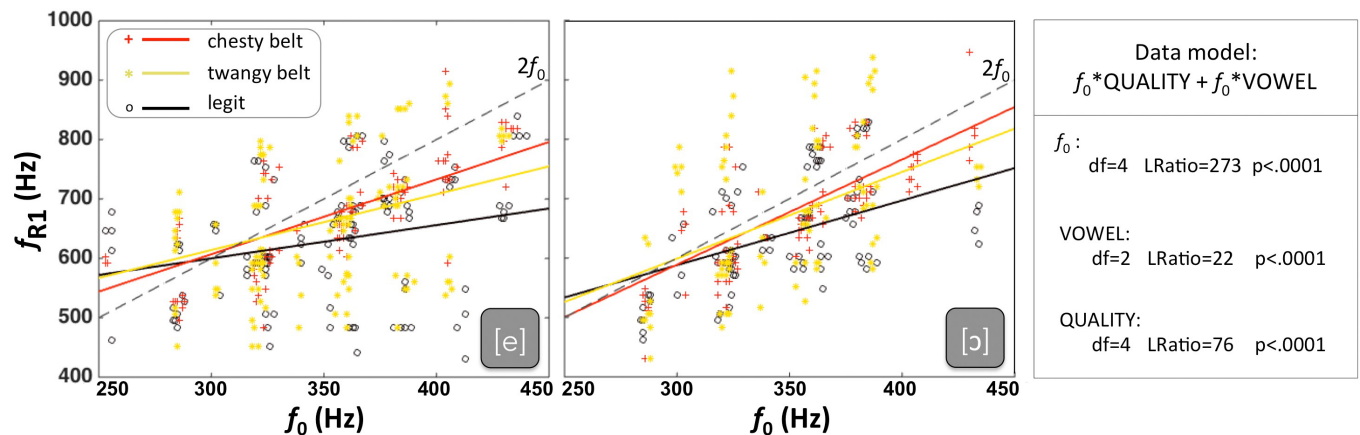 1000
900
800
700
600
500
400
fR1 (Hz)
+ chesty belt
* twangy belt
o legit
2f0
[e]
250 300 350 400 450
f0 (Hz)
2f0
[ɔ]
250 300 350 400 450
f0 (Hz)
Data model:
f0*QUALITY + f0*VOWEL
f0 :
df=4 LRatio=273 p<.0001
VOWEL:
df=2 LRatio=22 p<.0001
QUALITY:
df=4 LRatio=76 p<.0001